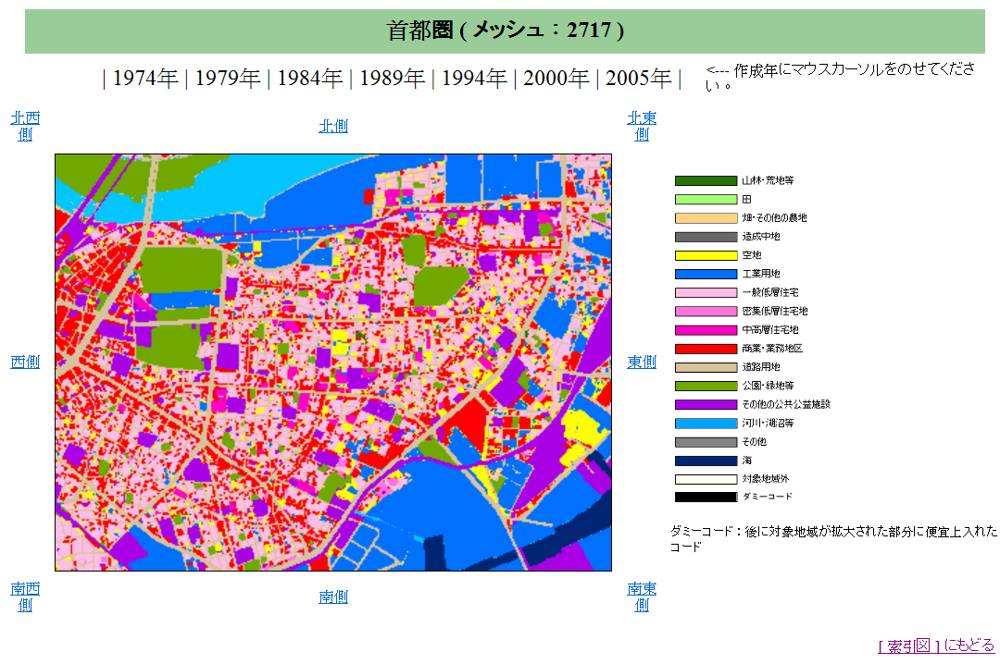 首都圏 ( メッシュ：2717 )
| 1974年 | 1979年 | 1984年 | 1989年 | 1994年 | 2000年 | 2005年 |
<--- 作成年にマウスカーソルをのせてくださ
い。
北西
側
北側
北東
側
山林・荒地等
田
畑・その他の農地
造成中地
空地
工業用地
一般低層住宅
密集低層住宅地
中高層住宅地
商業・業務地区
道路用地
公園・緑地等
その他の公共公益施設
河川・湖沼等
その他
海
対象地域外
ダミーコード
西側
東側
ダミーコード：後に対象地域が拡大された部分に便宜上入れた
コード
南西
側
南側
南東
側
[ 索引図 ] にもどる